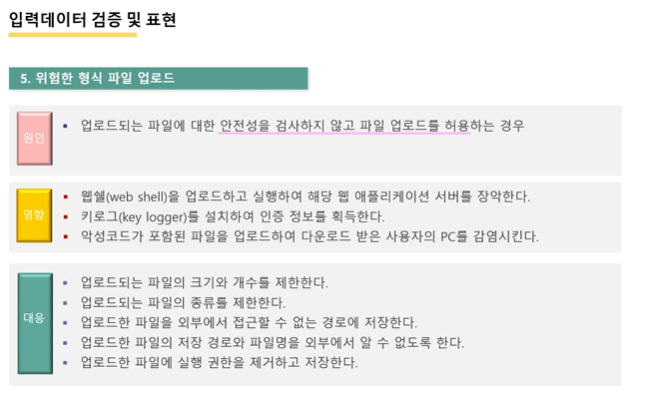 입력데이터 검증 및 표현
5. 위험한 형식 파일 업로드
원인
▪ 업로드되는 파일에 대한 안전성을 검사하지 않고 파일 업로드를 허용하는 경우
영향
▪ 웹쉘(web shell)을 업로드하고 실행하여 해당 웹 애플리케이션 서버를 장악한다.
▪ 키로그(key logger)를 설치하여 인증 정보를 획득한다.
▪ 악성코드가 포함된 파일을 업로드하여 다운로드 받은 사용자의 PC를 감염시킨다.
대응
▪ 업로드되는 파일의 크기와 개수를 제한한다.
▪ 업로드되는 파일의 종류를 제한한다.
▪ 업로드한 파일을 외부에서 접근할 수 없는 경로에 저장한다.
▪ 업로드한 파일의 저장 경로와 파일명을 외부에서 알 수 없도록 한다.
▪ 업로드한 파일에 실행 권한을 제거하고 저장한다.